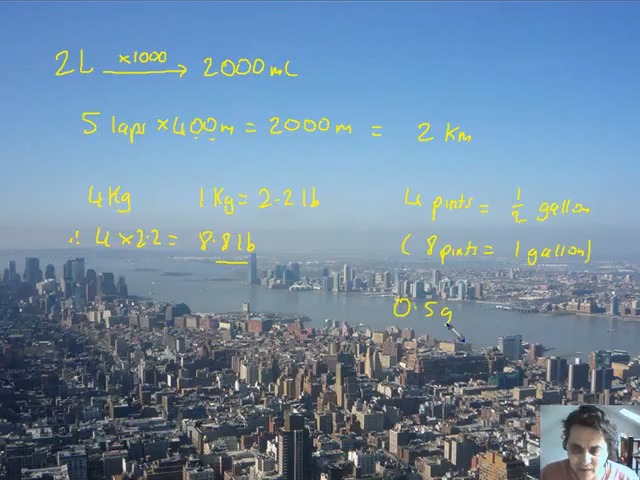 2L ×1000 → 2000mL
5 laps × 400m = 2000m = 2 Km
4Kg 1Kg = 2.2lb
∴ 4 × 2.2 = 8.8lb
4 pints = 1/2 gallon
( 8 pints = 1 gallon)
0.5g